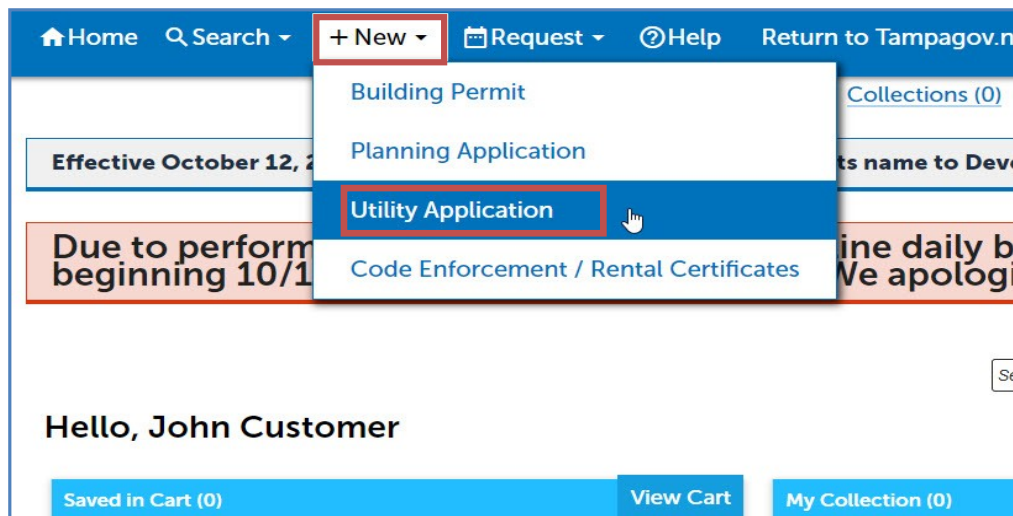 Home Search + New Request Help Return to Tampagov.n
Building Permit
Collections (0)
Planning Application
Effective October 12, 2 ts name to Deve
Utility Application
Due to perform ine daily b
beginning 10/1 We apologi
Code Enforcement / Rental Certificates
Se
Hello, John Customer
Saved in Cart (0) View Cart My Collection (0)